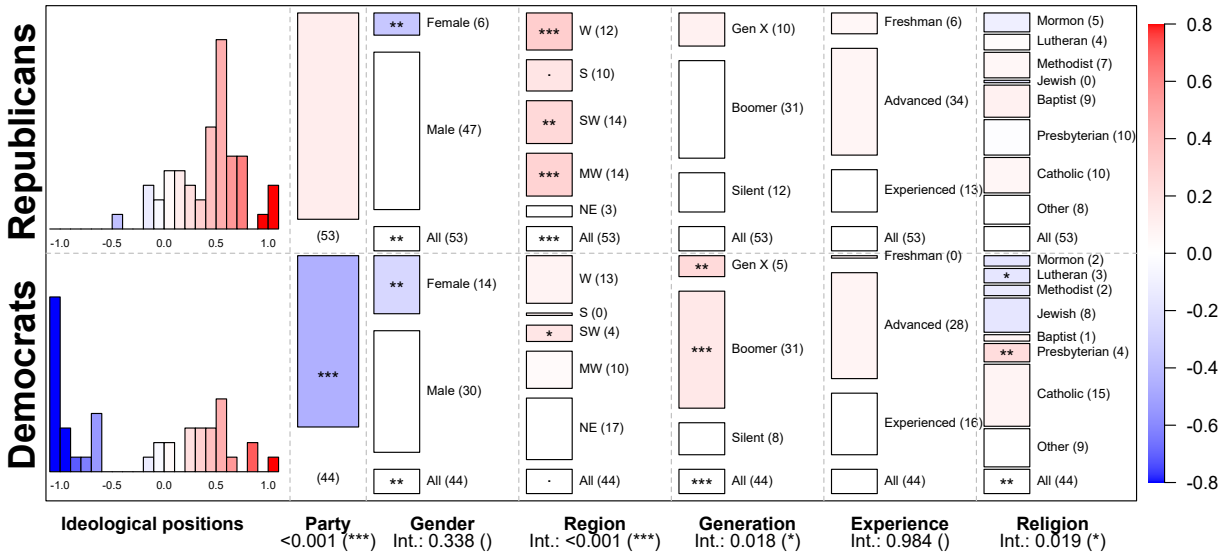 Republicans
-1.0 -0.5 0.0 0.5 1.0
(53)
** Female (6)
Male (47)
** All (53)
*** W (12)
. S (10)
** SW (14)
*** MW (14)
NE (3)
*** All (53)
Gen X (10)
Boomer (31)
Silent (12)
All (53)
Freshman (6)
Advanced (34)
Experienced (13)
All (53)
Mormon (5)
Lutheran (4)
Methodist (7)
Jewish (0)
Baptist (9)
Presbyterian (10)
Catholic (10)
Other (8)
All (53)
Democrats
-1.0 -0.5 0.0 0.5 1.0
***
(44)
** Female (14)
Male (30)
** All (44)
W (13)
S (0)
* SW (4)
MW (10)
NE (17)
. All (44)
** Gen X (5)
*** Boomer (31)
Silent (8)
*** All (44)
Freshman (0)
Advanced (28)
Experienced (16)
All (44)
Mormon (2)
* Lutheran (3)
Methodist (2)
Jewish (8)
Baptist (1)
** Presbyterian (4)
Catholic (15)
Other (9)
** All (44)
0.8
0.6
0.4
0.2
0.0
-0.2
-0.4
-0.6
-0.8
Ideological positions
Party
<0.001 (***)
Gender
Int.: 0.338 ()
Region
Int.: <0.001 (***)
Generation
Int.: 0.018 (*)
Experience
Int.: 0.984 ()
Religion
Int.: 0.019 (*)